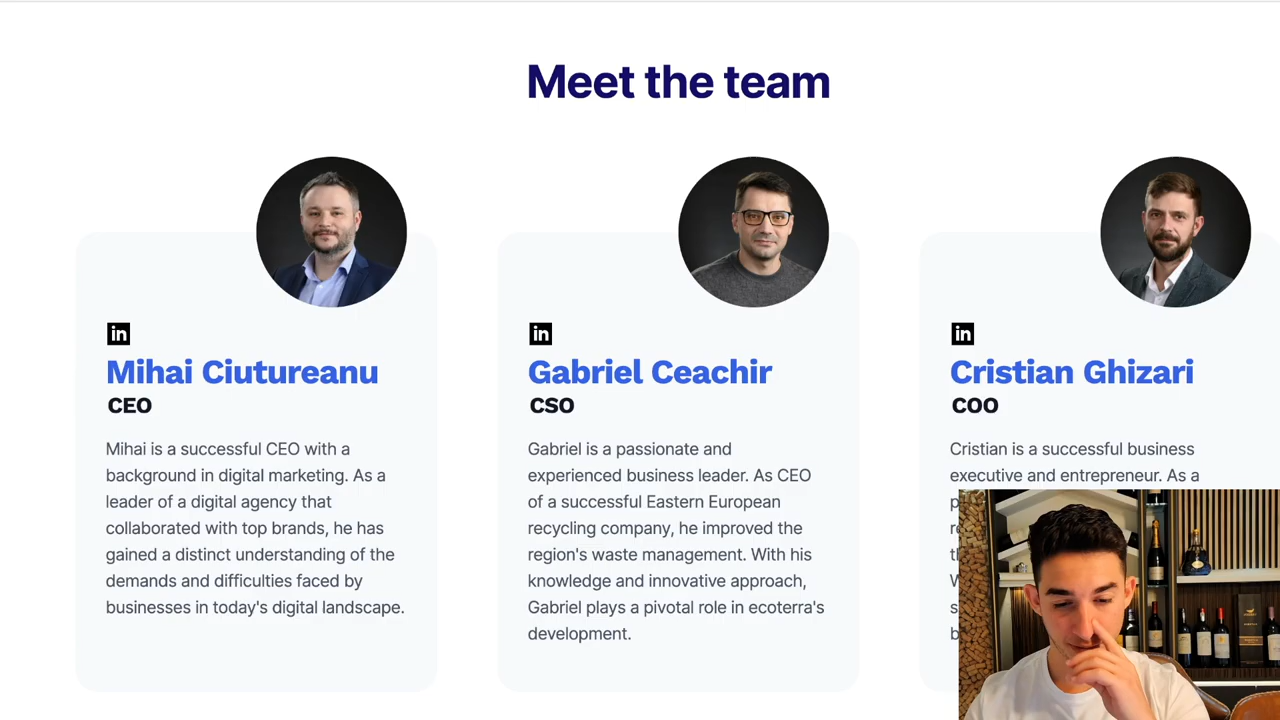 Meet the team
in
Mihai Ciutureanu
CEO
Mihai is a successful CEO with a
background in digital marketing. As a
leader of a digital agency that
collaborated with top brands, he has
gained a distinct understanding of the
demands and difficulties faced by
businesses in today's digital landscape.
in
Gabriel Ceachir
CSO
Gabriel is a passionate and
experienced business leader. As CEO
of a successful Eastern European
recycling company, he improved the
region's waste management. With his
knowledge and innovative approach,
Gabriel plays a pivotal role in ecoterra's
development.
in
Cristian Ghizari
COO
Cristian is a successful business
executive and entrepreneur. As a